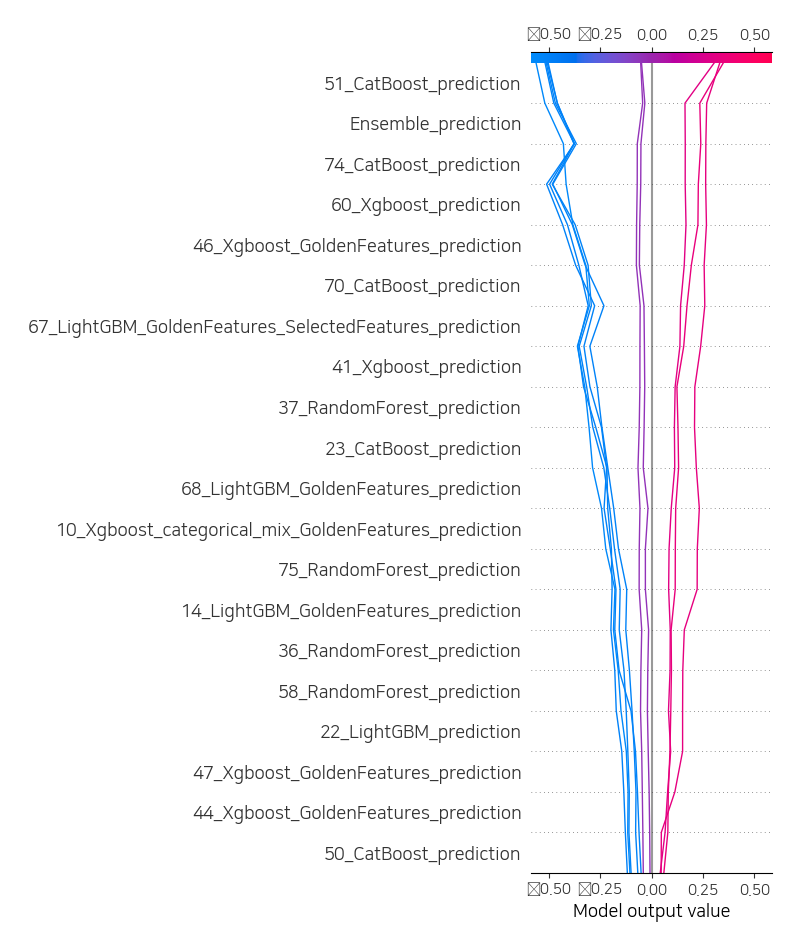 0.50 0.25 0.00 0.25 0.50
51_CatBoost_prediction
Ensemble_prediction
74_CatBoost_prediction
60_Xgboost_prediction
46_Xgboost_GoldenFeatures_prediction
70_CatBoost_prediction
67_LightGBM_GoldenFeatures_SelectedFeatures_prediction
41_Xgboost_prediction
37_RandomForest_prediction
23_CatBoost_prediction
68_LightGBM_GoldenFeatures_prediction
10_Xgboost_categorical_mix_GoldenFeatures_prediction
75_RandomForest_prediction
14_LightGBM_GoldenFeatures_prediction
36_RandomForest_prediction
58_RandomForest_prediction
22_LightGBM_prediction
47_Xgboost_GoldenFeatures_prediction
44_Xgboost_GoldenFeatures_prediction
50_CatBoost_prediction
0.50 0.25 0.00 0.25 0.50
Model output value